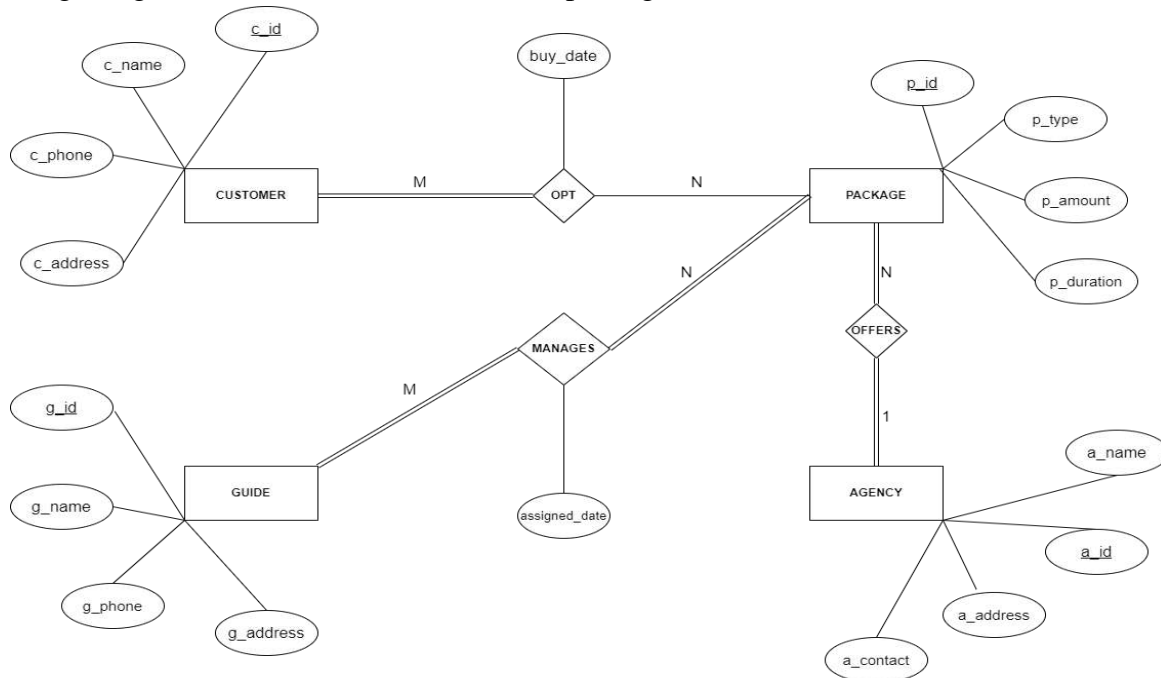 c_id
c_name
c_phone
c_address
CUSTOMER
M
buy_date
OPT
N
p_id
p_type
p_amount
p_duration
PACKAGE
N
N
OFFERS
MANAGES
M
1
g_id
g_name
g_phone
g_address
GUIDE
assigned_date
AGENCY
a_name
a_id
a_address
a_contact